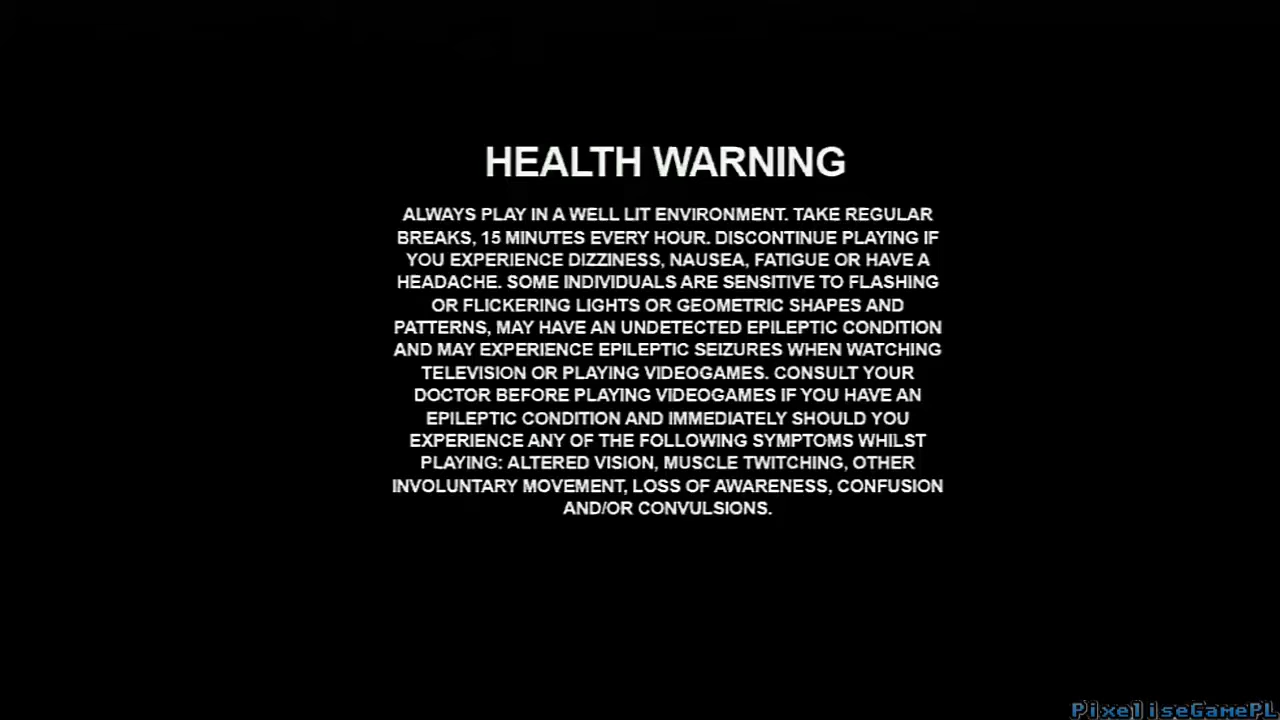 HEALTH WARNING
ALWAYS PLAY IN A WELL LIT ENVIRONMENT. TAKE REGULAR
BREAKS, 15 MINUTES EVERY HOUR. DISCONTINUE PLAYING IF
YOU EXPERIENCE DIZZINESS, NAUSEA, FATIGUE OR HAVE A
HEADACHE. SOME INDIVIDUALS ARE SENSITIVE TO FLASHING
OR FLICKERING LIGHTS OR GEOMETRIC SHAPES AND
PATTERNS, MAY HAVE AN UNDETECTED EPILEPTIC CONDITION
AND MAY EXPERIENCE EPILEPTIC SEIZURES WHEN WATCHING
TELEVISION OR PLAYING VIDEOGAMES. CONSULT YOUR
DOCTOR BEFORE PLAYING VIDEOGAMES IF YOU HAVE AN
EPILEPTIC CONDITION AND IMMEDIATELY SHOULD YOU
EXPERIENCE ANY OF THE FOLLOWING SYMPTOMS WHILST
PLAYING: ALTERED VISION, MUSCLE TWITCHING, OTHER
INVOLUNTARY MOVEMENT, LOSS OF AWARENESS, CONFUSION
AND/OR CONVULSIONS.
PixeliseGamePL